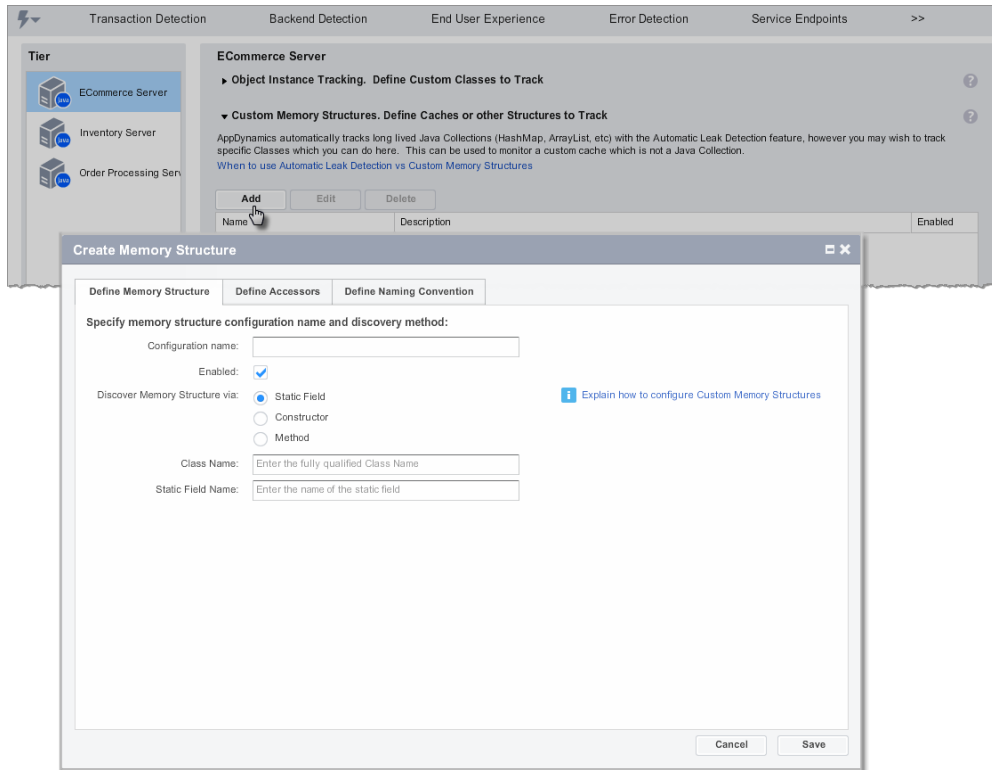 Transaction Detection Backend Detection End User Experience Error Detection Service Endpoints >>
Tier
ECommerce Server
Inventory Server
Order Processing Serv
ECommerce Server
Object Instance Tracking. Define Custom Classes to Track
Custom Memory Structures. Define Caches or other Structures to Track
AppDynamics automatically tracks long lived Java Collections (HashMap, ArrayList, etc) with the Automatic Leak Detection feature, however you may wish to track
specific Classes which you can do here. This can be used to monitor a custom cache which is not a Java Collection.
When to use Automatic Leak Detection vs Custom Memory Structures
Add Edit Delete
Name Description Enabled
Create Memory Structure
Define Memory Structure Define Accessors Define Naming Convention
Specify memory structure configuration name and discovery method:
Configuration name:
Enabled:
Discover Memory Structure via: Static Field Explain how to configure Custom Memory Structures
Constructor
Method
Class Name: Enter the fully qualified Class Name
Static Field Name: Enter the name of the static field
Cancel Save